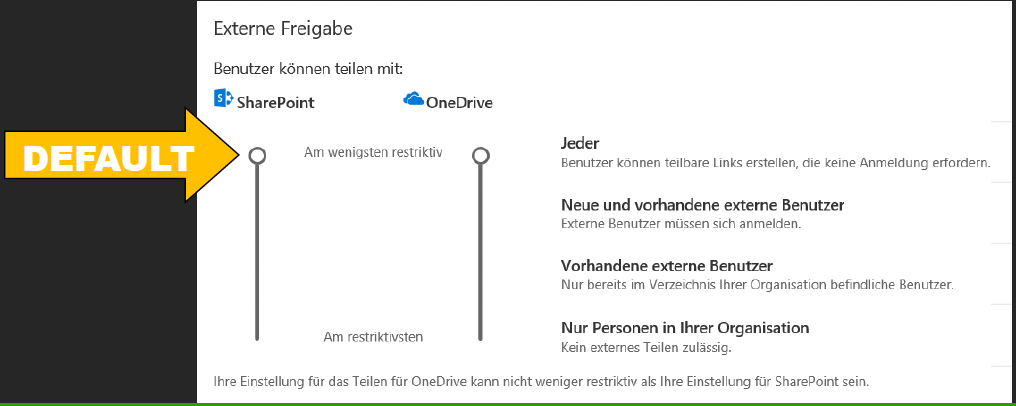 Externe Freigabe
Benutzer können teilen mit:
SharePoint
OneDrive
DEFAULT
Am wenigsten restriktiv
Am restriktivsten
Jeder
Benutzer können teilbare Links erstellen, die keine Anmeldung erfordern.
Neue und vorhandene externe Benutzer
Externe Benutzer müssen sich anmelden.
Vorhandene externe Benutzer
Nur bereits im Verzeichnis Ihrer Organisation befindliche Benutzer.
Nur Personen in Ihrer Organisation
Kein externes Teilen zulässig.
Ihre Einstellung für das Teilen für OneDrive kann nicht weniger restriktiv als Ihre Einstellung für SharePoint sein.